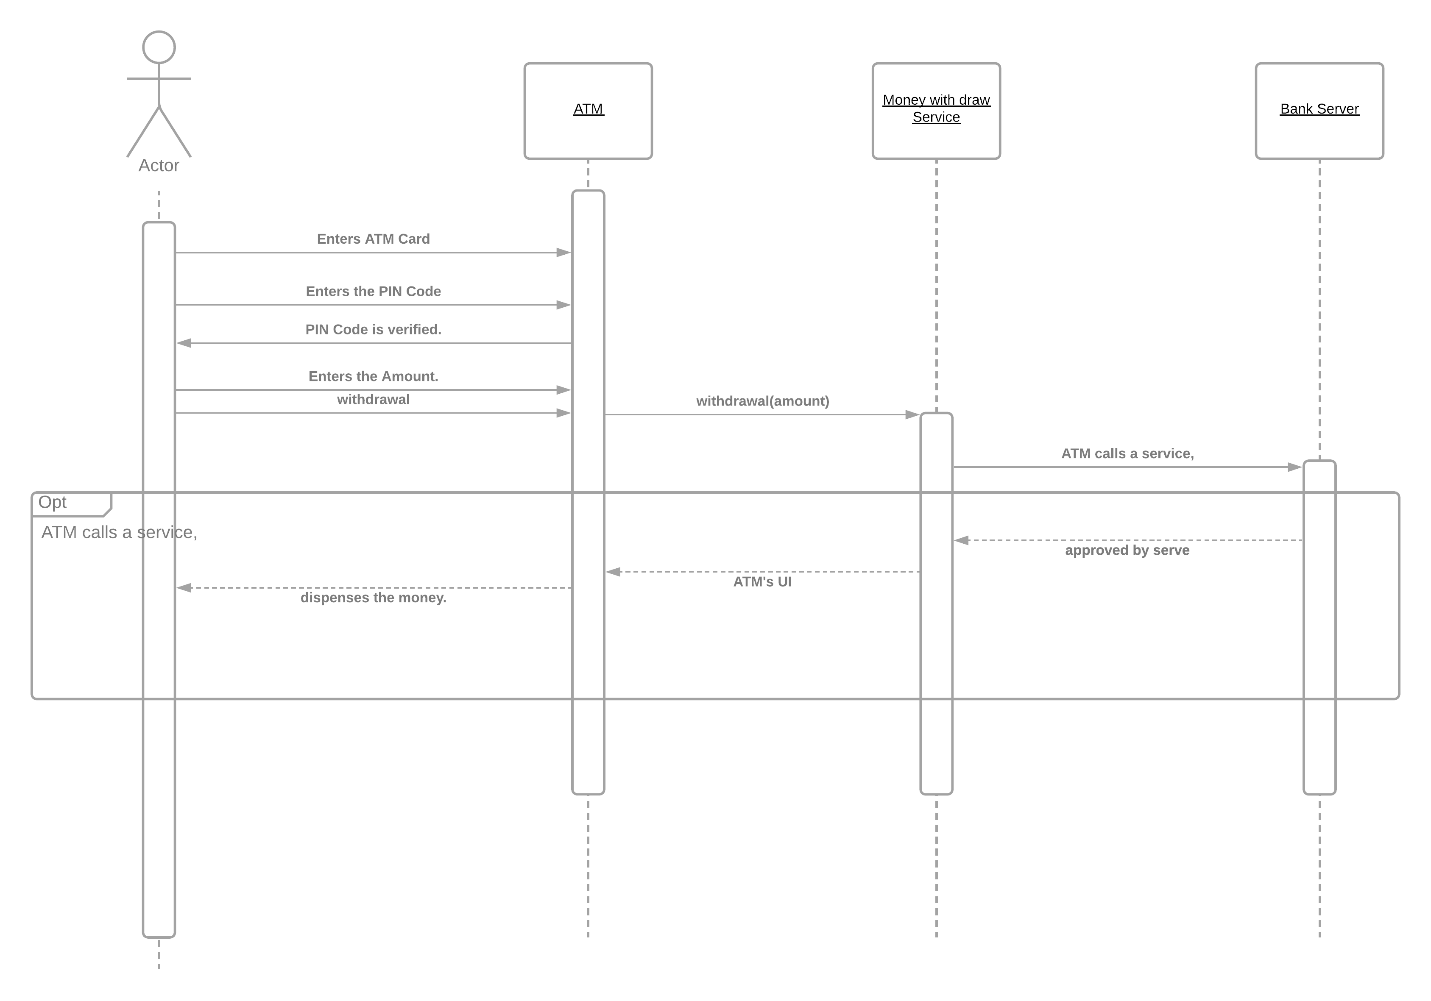 Actor
ATM
Money with draw
Service
Bank Server
Enters ATM Card
Enters the PIN Code
PIN Code is verified.
Enters the Amount.
withdrawal
withdrawal(amount)
ATM calls a service,
Opt
ATM calls a service,
approved by serve
ATM's UI
dispenses the money.